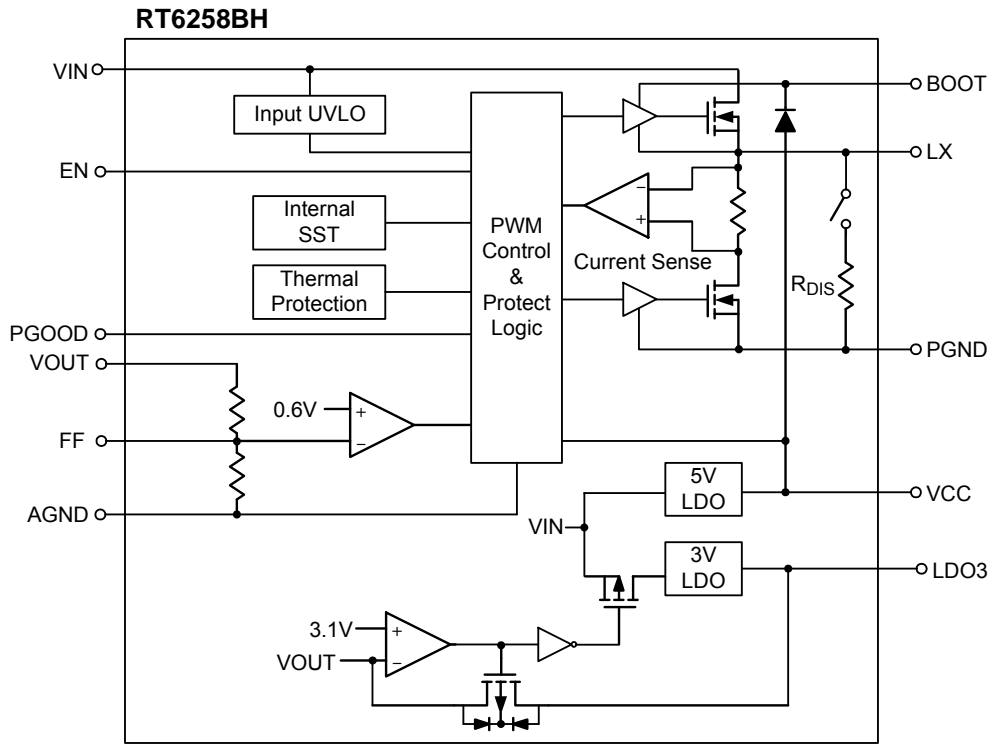 RT6258BH
VIN
BOOT
Input UVLO
EN
LX
Internal
SST
PWM
Control
&
Protect
Logic
−
+
Current Sense
Thermal
Protection
RDIS
PGOOD
PGND
VOUT
0.6V
+
−
FF
5V
LDO
VCC
AGND
VIN
3V
LDO
LDO3
3.1V
+
VOUT
−